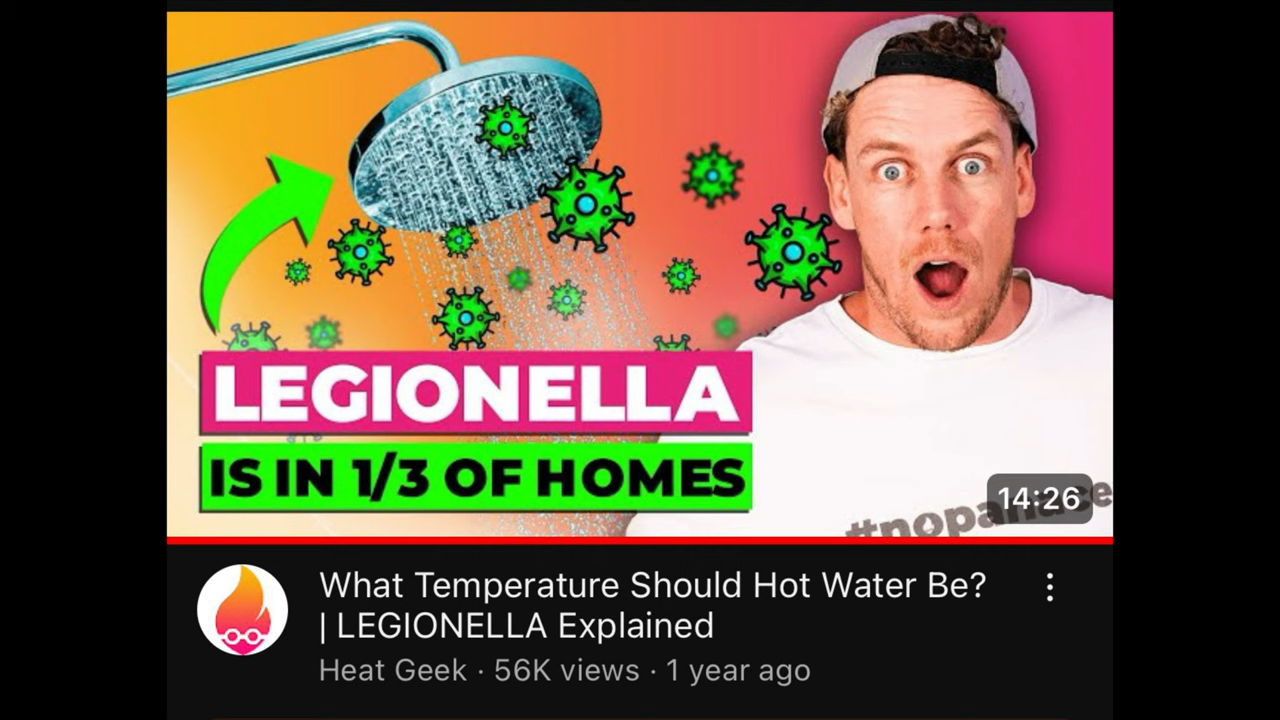 LEGIONELLA
IS IN 1/3 OF HOMES
14:26
What Temperature Should Hot Water Be?
| LEGIONELLA Explained
Heat Geek · 56K views · 1 year ago